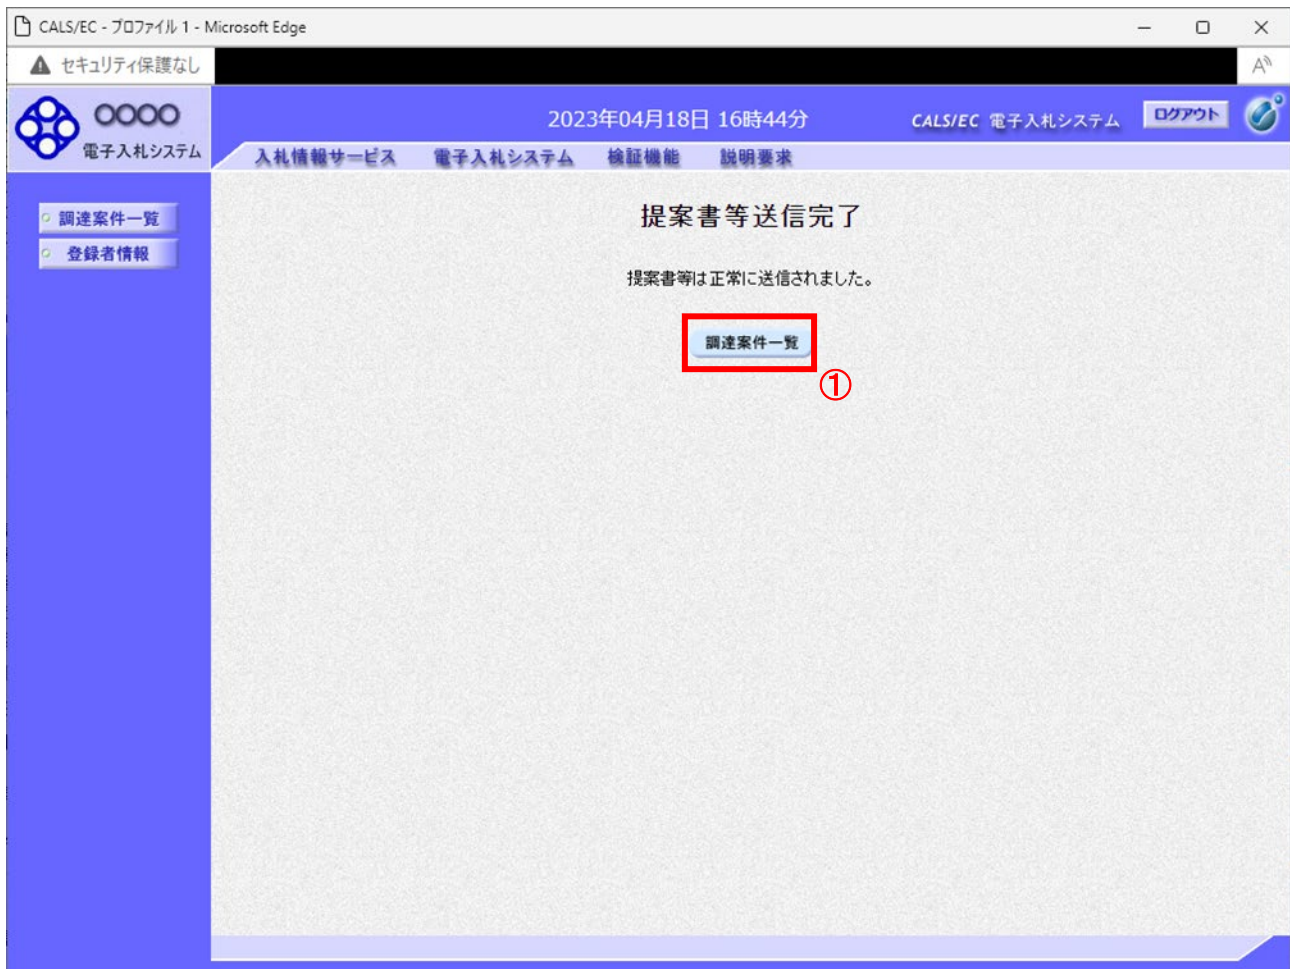 CALS/EC - プロファイル 1 - Microsoft Edge
セキュリティ保護なし
OOOO
電子入札システム
2023年04月18日 16時44分
CALS/EC 電子入札システム
ログアウト
入札情報サービス 電子入札システム 検証機能 説明要求
調達案件一覧
登録者情報
提案書等送信完了
提案書等は正常に送信されました。
調達案件一覧
①